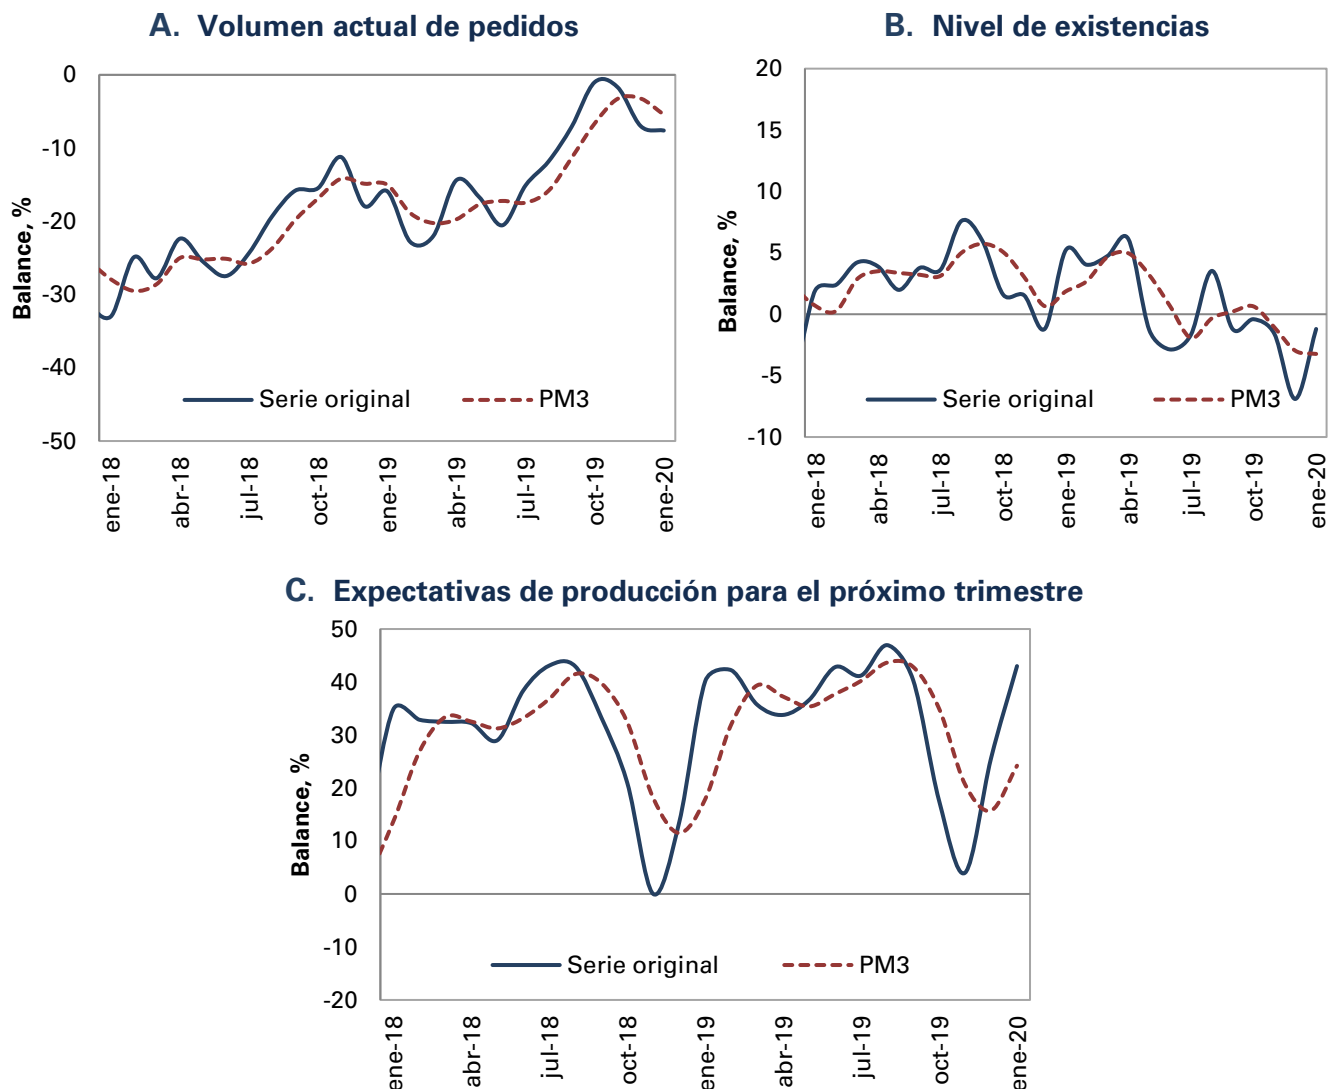 A. Volumen actual de pedidos
Balance, %
0
-10
-20
-30
-40
-50
Serie original
PM3
ene-18
abr-18
jul-18
oct-18
ene-19
abr-19
jul-19
oct-19
ene-20
B. Nivel de existencias
Balance, %
20
15
10
5
0
-5
-10
Serie original
PM3
ene-18
abr-18
jul-18
oct-18
ene-19
abr-19
jul-19
oct-19
ene-20
C. Expectativas de producción para el próximo trimestre
Balance, %
50
40
30
20
10
0
-10
-20
Serie original
PM3
ene-18
abr-18
jul-18
oct-18
ene-19
abr-19
jul-19
oct-19
ene-20